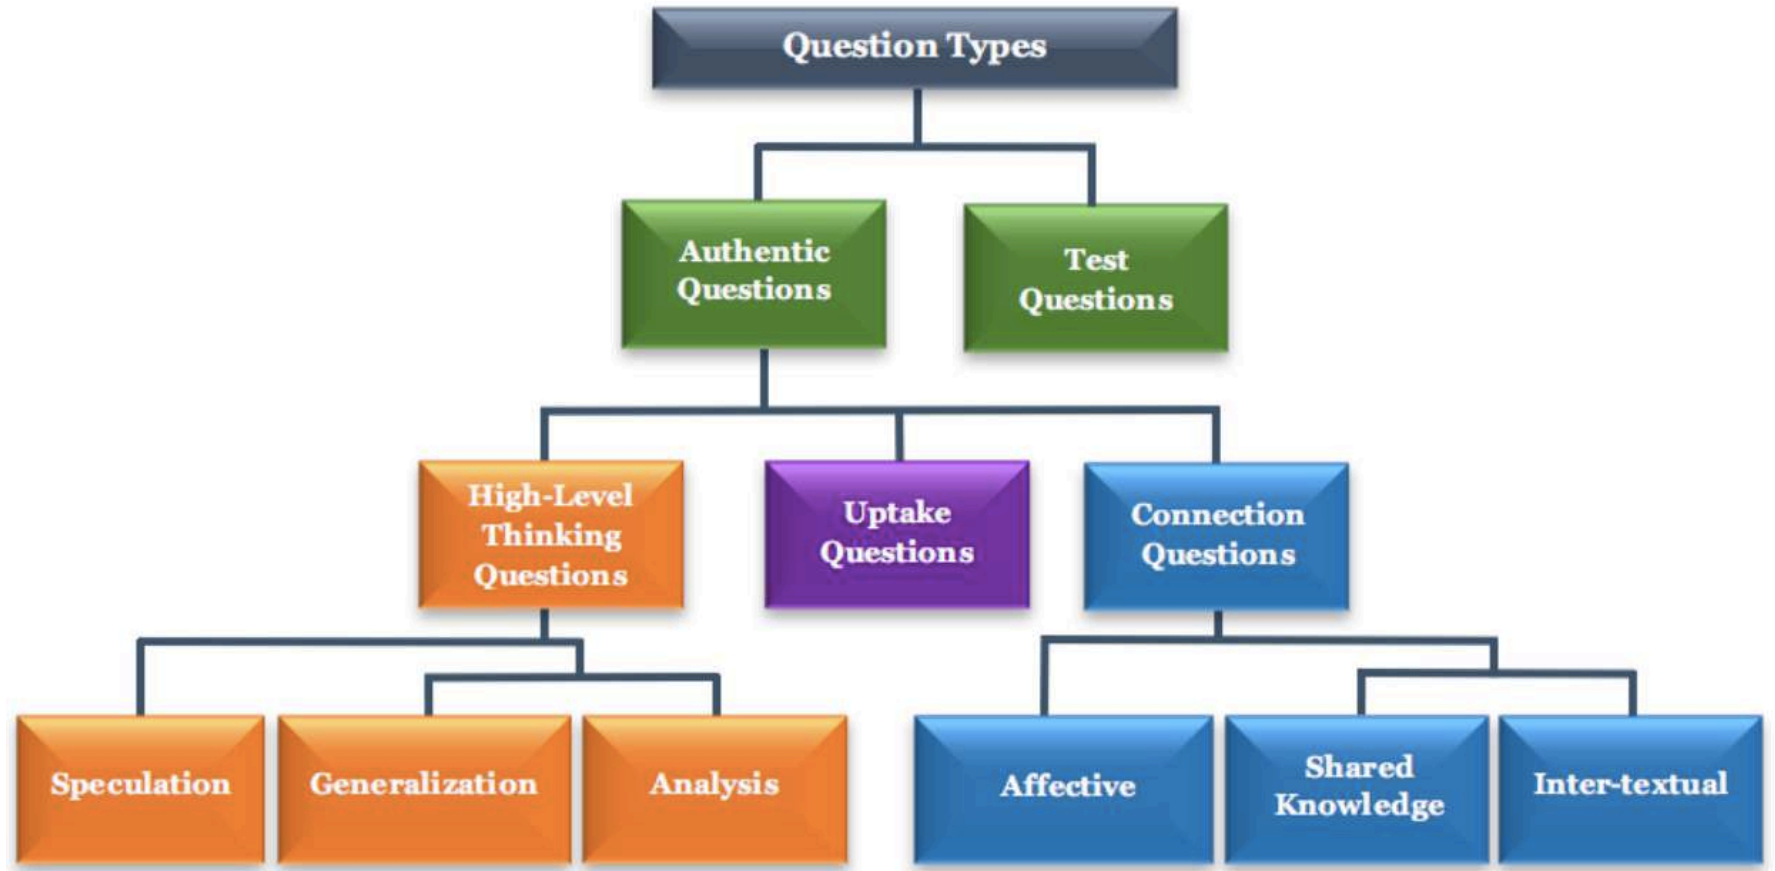 Question Types
Authentic
Questions
Test
Questions
High-Level
Thinking
Questions
Uptake
Questions
Connection
Questions
Speculation
Generalization
Analysis
Affective
Shared
Knowledge
Inter-textual